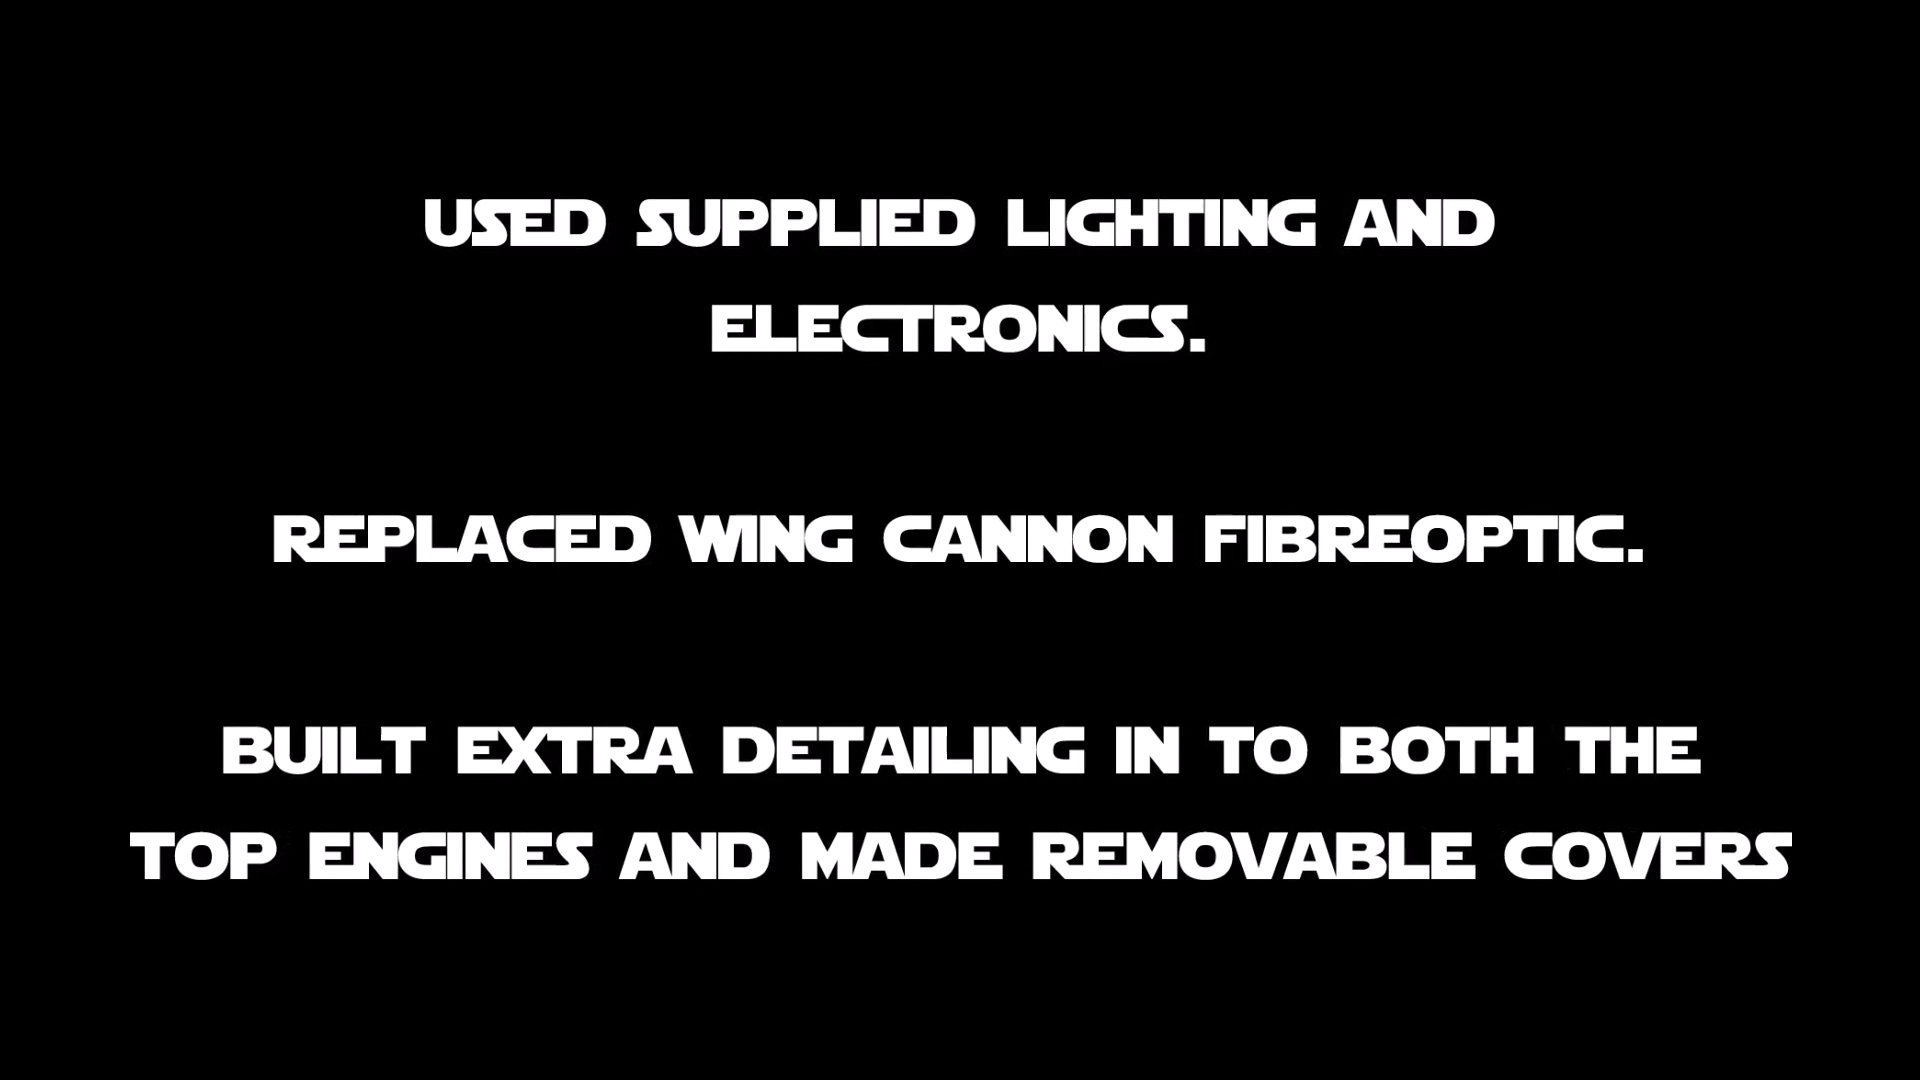 USED SUPPLIED LIGHTING AND
ELECTRONICS.
REPLACED WING CANNON FIBREOPTIC.
BUILT EXTRA DETAILING IN TO BOTH THE
TOP ENGINES AND MADE REMOVABLE COVERS